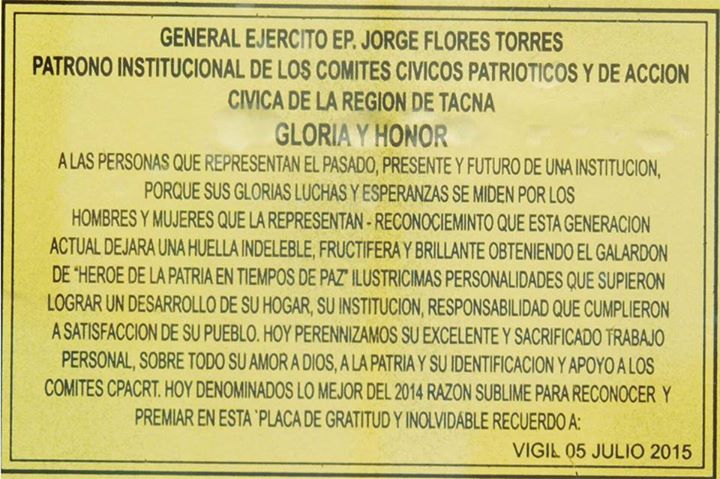 GENERAL EJERCITO EP. JORGE FLORES TORRES
PATRONO INSTITUCIONAL DE LOS COMITES CIVICOS PATRIOTICOS Y DE ACCION
CIVICA DE LA REGION DE TACNA
GLORIA Y HONOR
A LAS PERSONAS QUE REPRESENTAN EL PASADO, PRESENTE Y FUTURO DE UNA INSTITUCION,
PORQUE SUS GLORIAS LUCHAS Y ESPERANZAS SE MIDEN POR LOS
HOMBRES Y MUJERES QUE LA REPRESENTAN - RECONOCIEMINTO QUE ESTA GENERACION
ACTUAL DEJARA UNA HUELLA INDELEBLE, FRUCTIFERA Y BRILLANTE OBTENIENDO EL GALARDON
DE "HEROE DE LA PATRIA EN TIEMPOS DE PAZ" ILUSTRICIMAS PERSONALIDADES QUE SUPIERON
LOGRAR UN DESARROLLO DE SU HOGAR, SU INSTITUCION, RESPONSABILIDAD QUE CUMPLIERON
A SATISFACCION DE SU PUEBLO. HOY PERENNIZAMOS SU EXCELENTE Y SACRIFICADO TRABAJO
PERSONAL, SOBRE TODO SU AMOR A DIOS, A LA PATRIA Y SU IDENTIFICACION Y APOYO A LOS
COMITES CPACRT. HOY DENOMINADOS LO MEJOR DEL 2014 RAZON SUBLIME PARA RECONOCER Y
PREMIAR EN ESTA `PLACA DE GRATITUD Y INOLVIDABLE RECUERDO A:
VIGIL 05 JULIO 2015